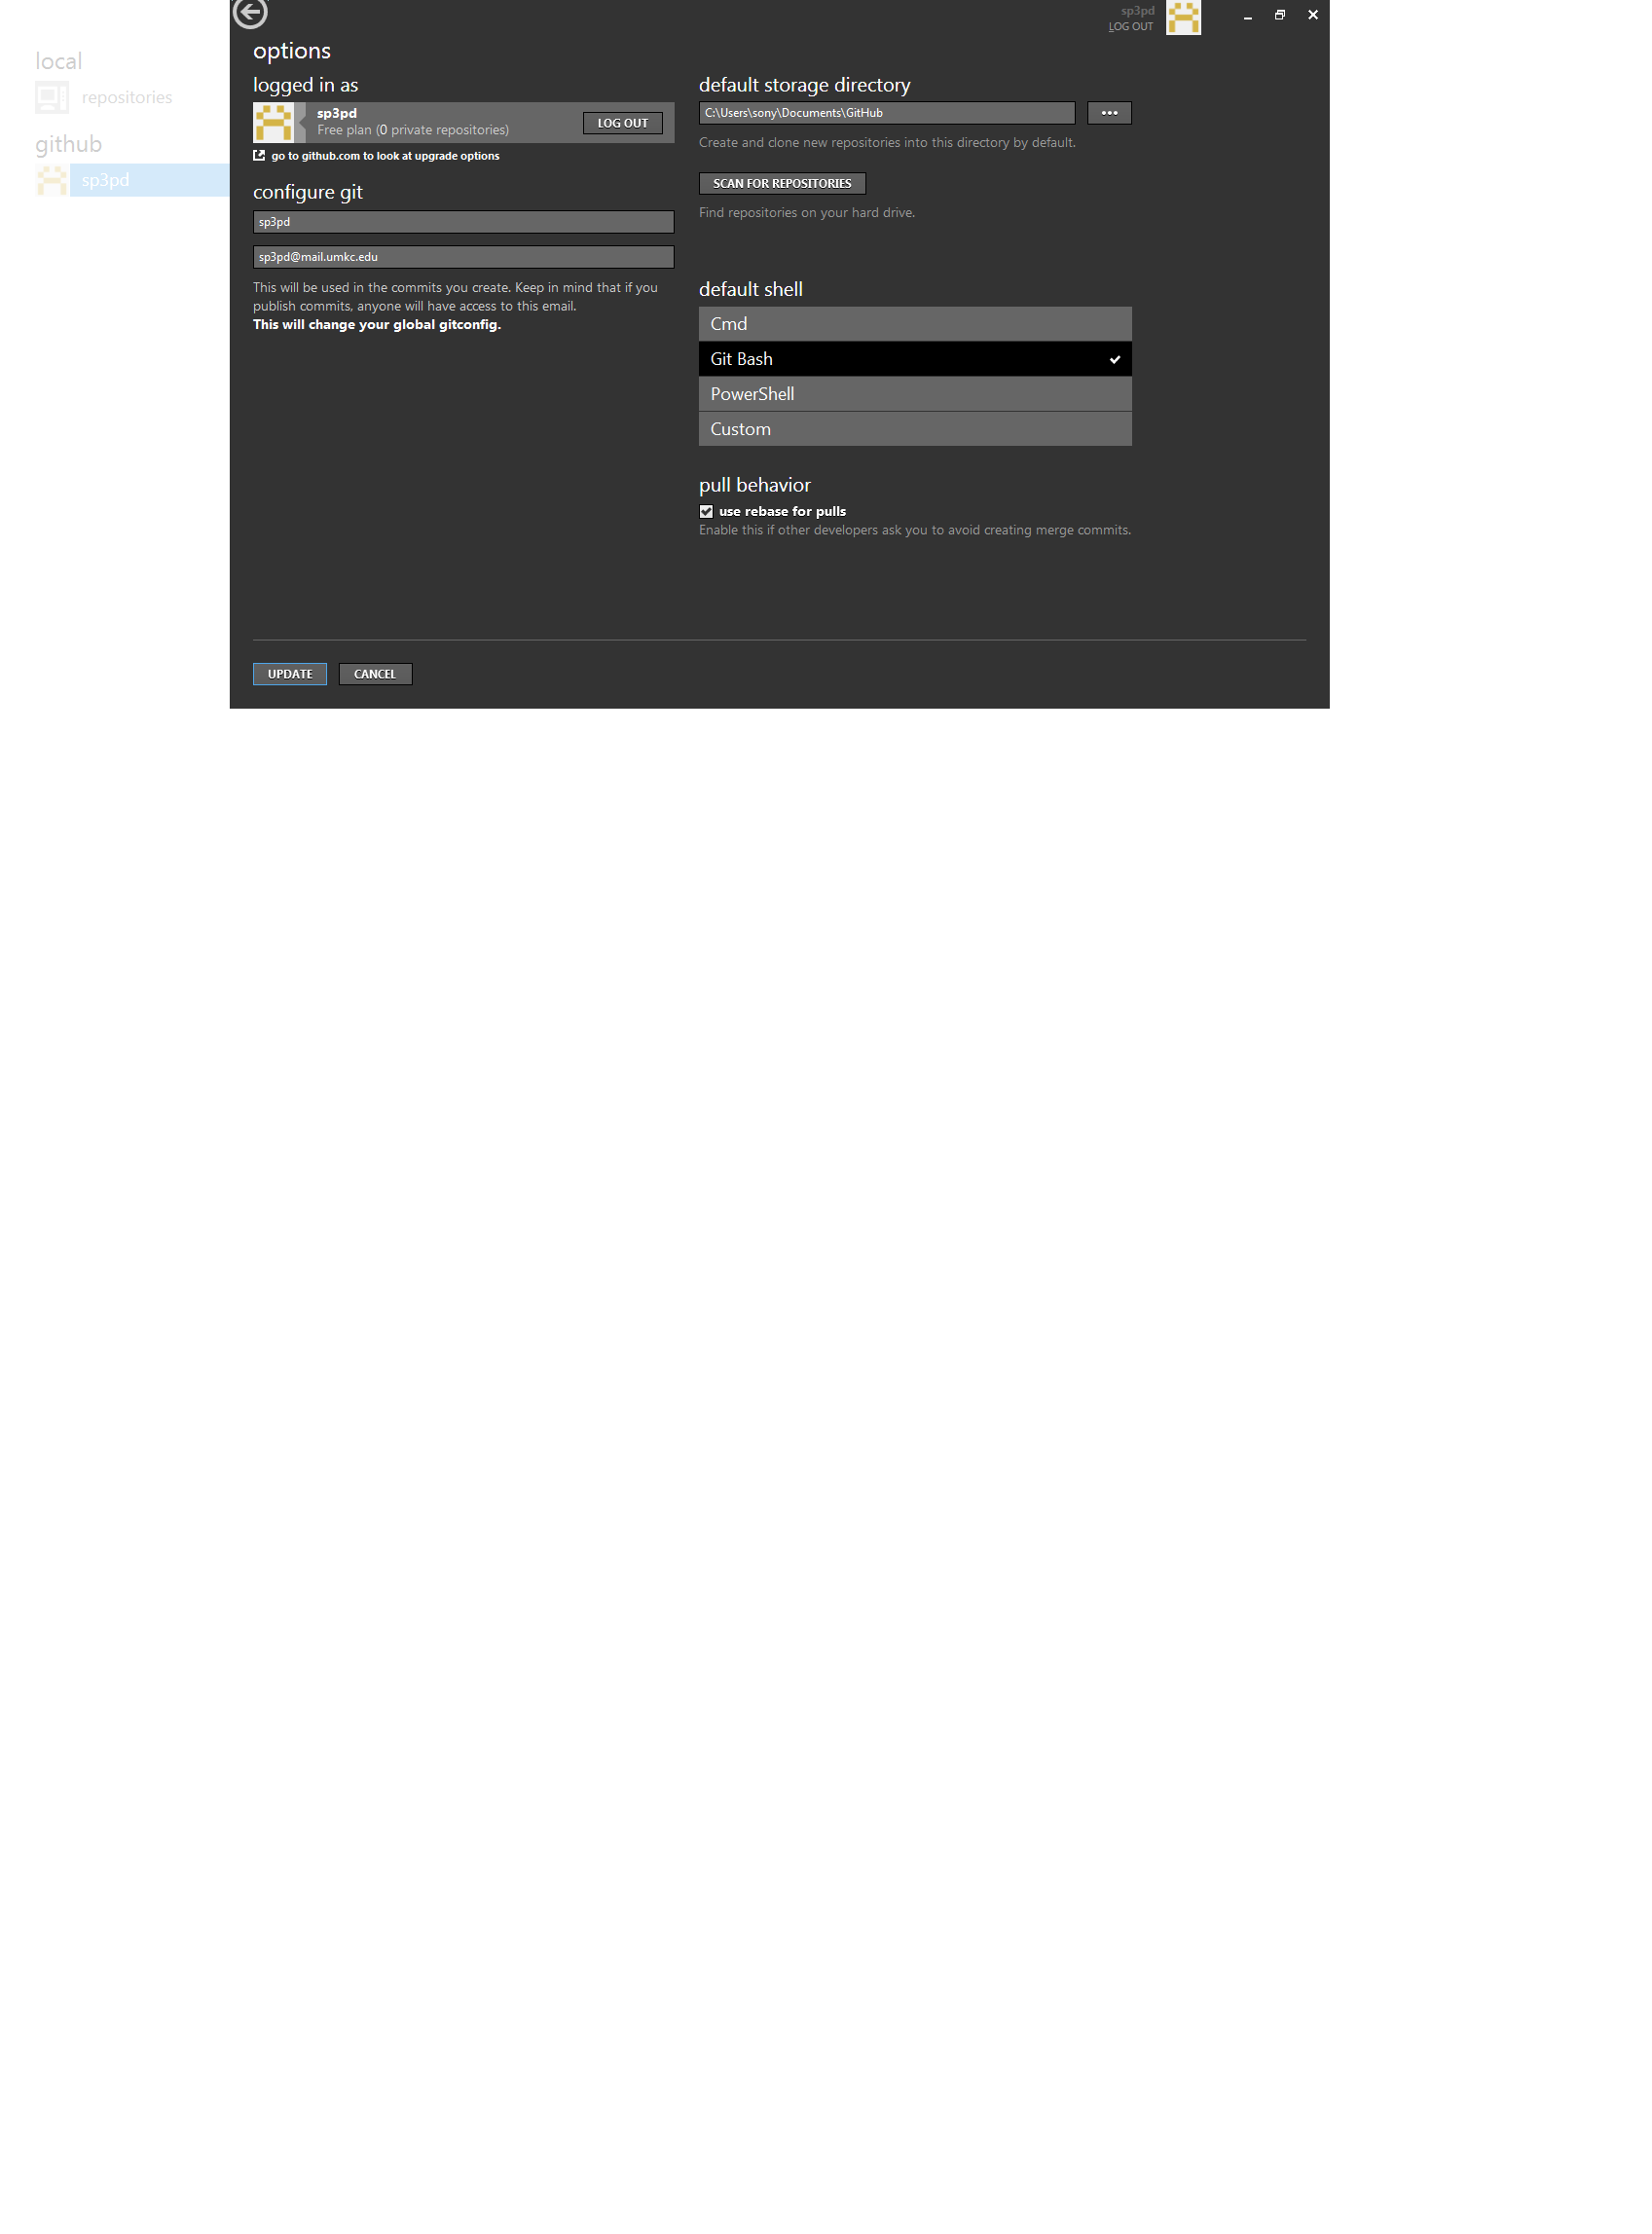 local
repositories
github
sp3pd
sp3pd
LOG OUT
options
logged in as
sp3pd
Free plan (0 private repositories)
LOG OUT
go to github.com to look at upgrade options
configure git
sp3pd
sp3pd@mail.umkc.edu
This will be used in the commits you create. Keep in mind that if you
publish commits, anyone will have access to this email.
This will change your global gitconfig.
default storage directory
C:\Users\sony\Documents\GitHub
Create and clone new repositories into this directory by default.
SCAN FOR REPOSITORIES
Find repositories on your hard drive.
default shell
Cmd
Git Bash
PowerShell
Custom
pull behavior
use rebase for pulls
Enable this if other developers ask you to avoid creating merge commits.
UPDATE
CANCEL